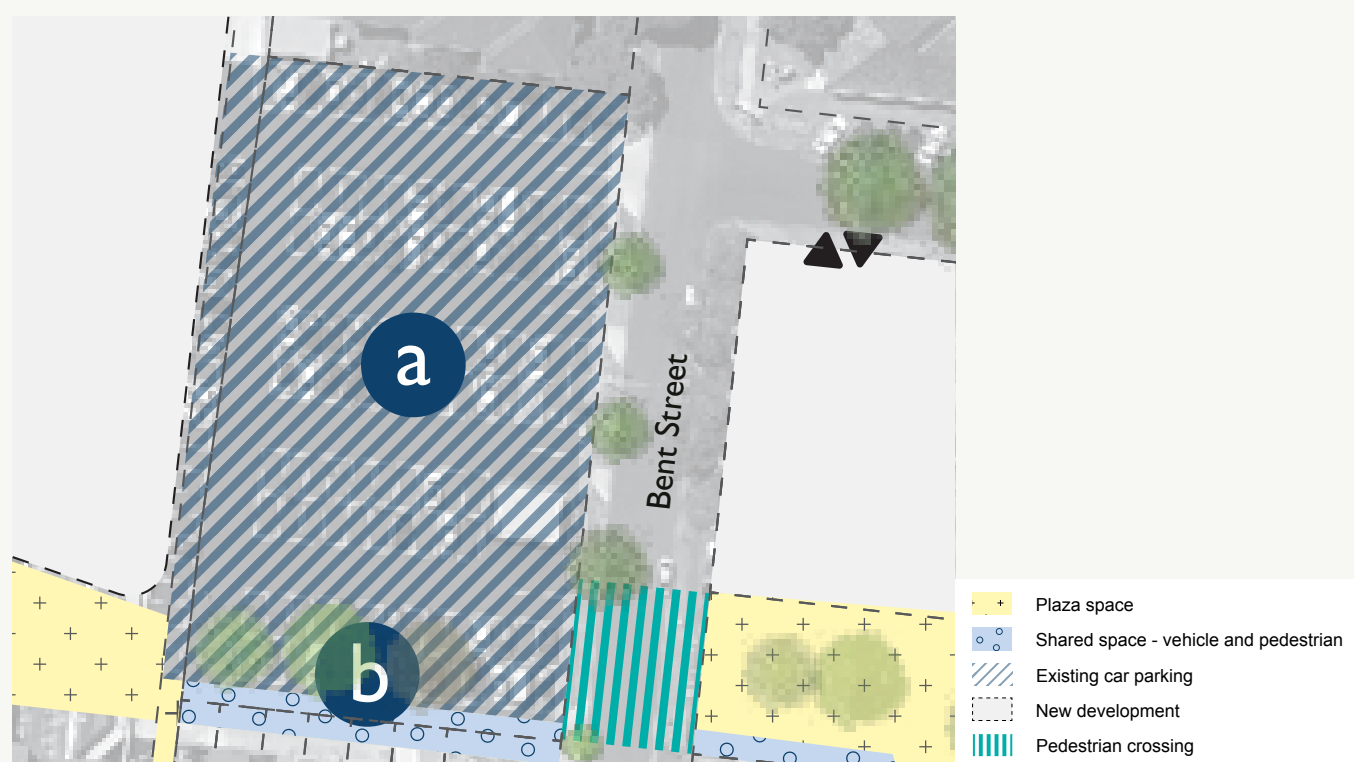 a
Bent Street
b
Plaza space
Shared space - vehicle and pedestrian
Existing car parking
New development
Pedestrian crossing